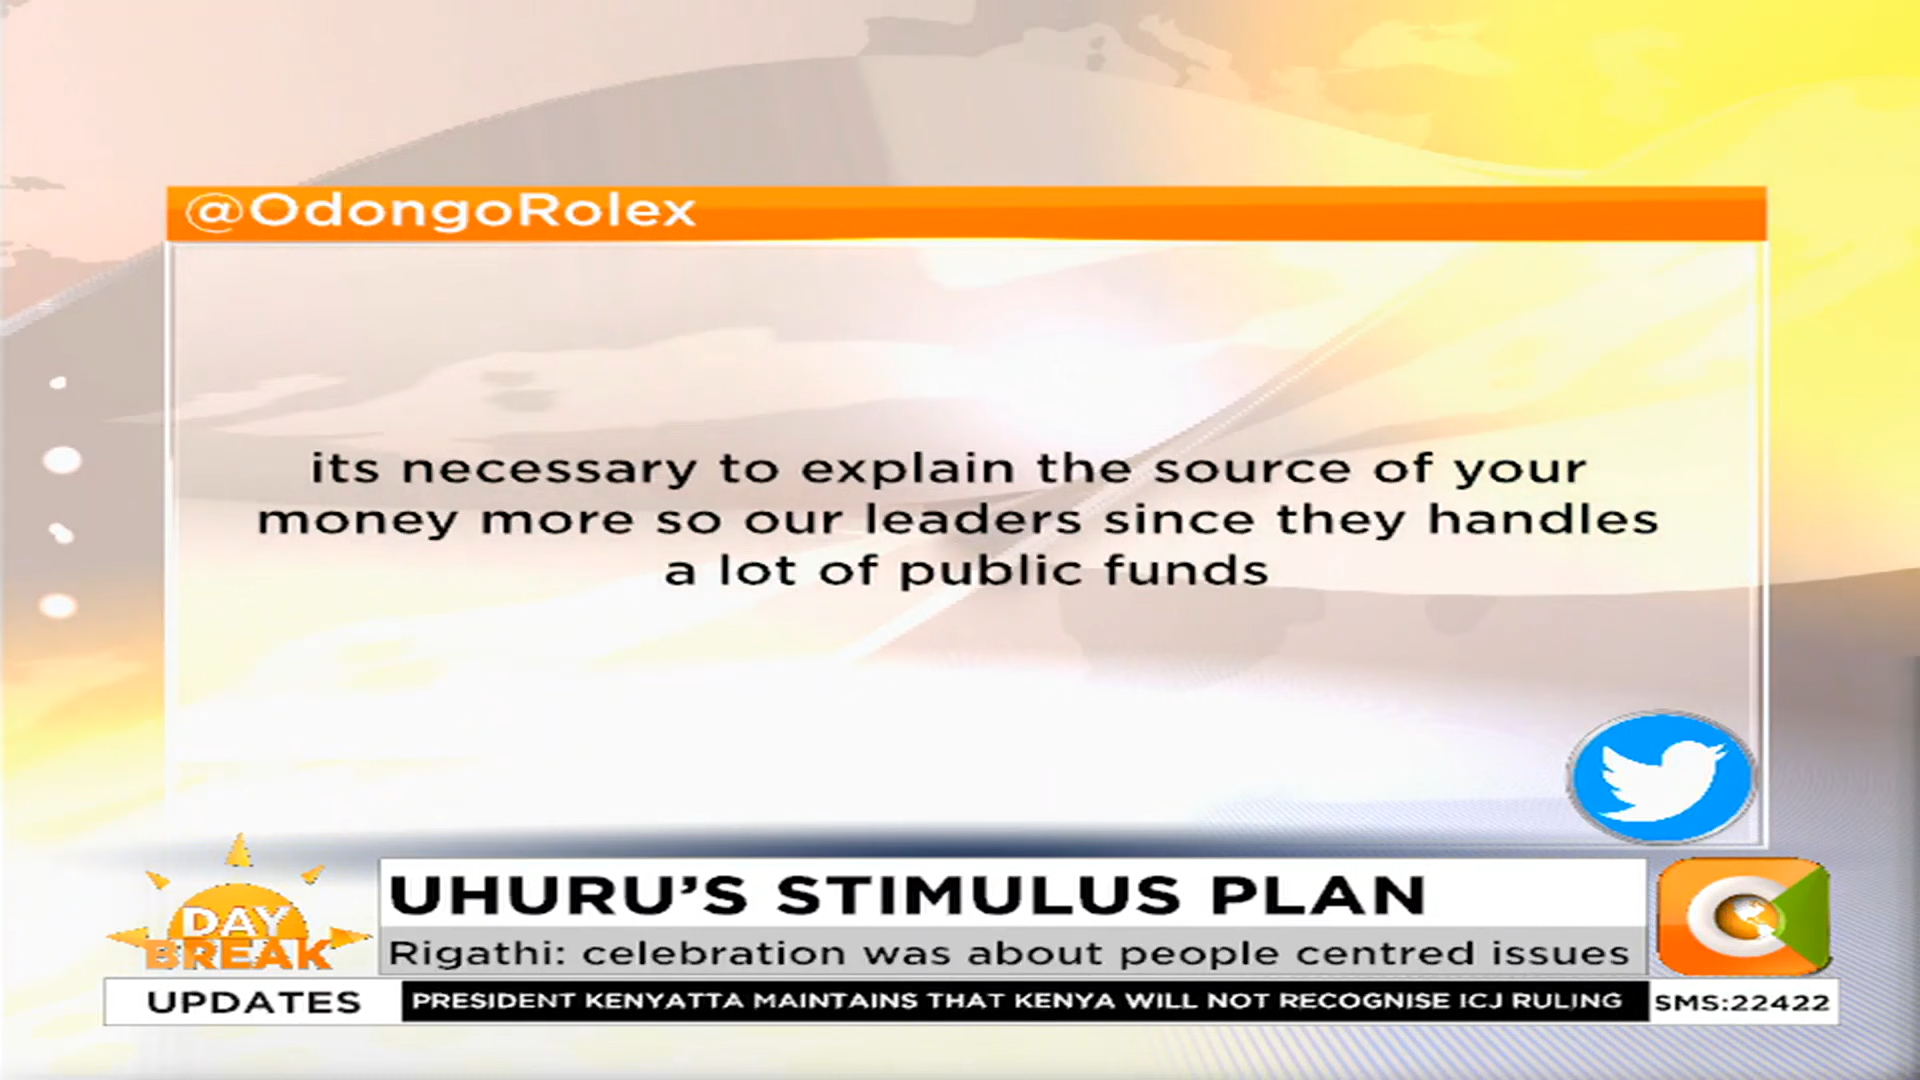 @OdongoRolex
its necessary to explain the source of your
money more so our leaders since they handles
a lot of public funds
DAY
BREAK
UHURU'S STIMULUS PLAN
Rigathi: celebration was about people centred issues
UPDATES
PRESIDENT KENYATTA MAINTAINS THAT KENYA WILL NOT RECOGNISE ICJ RULING
SMS:22422